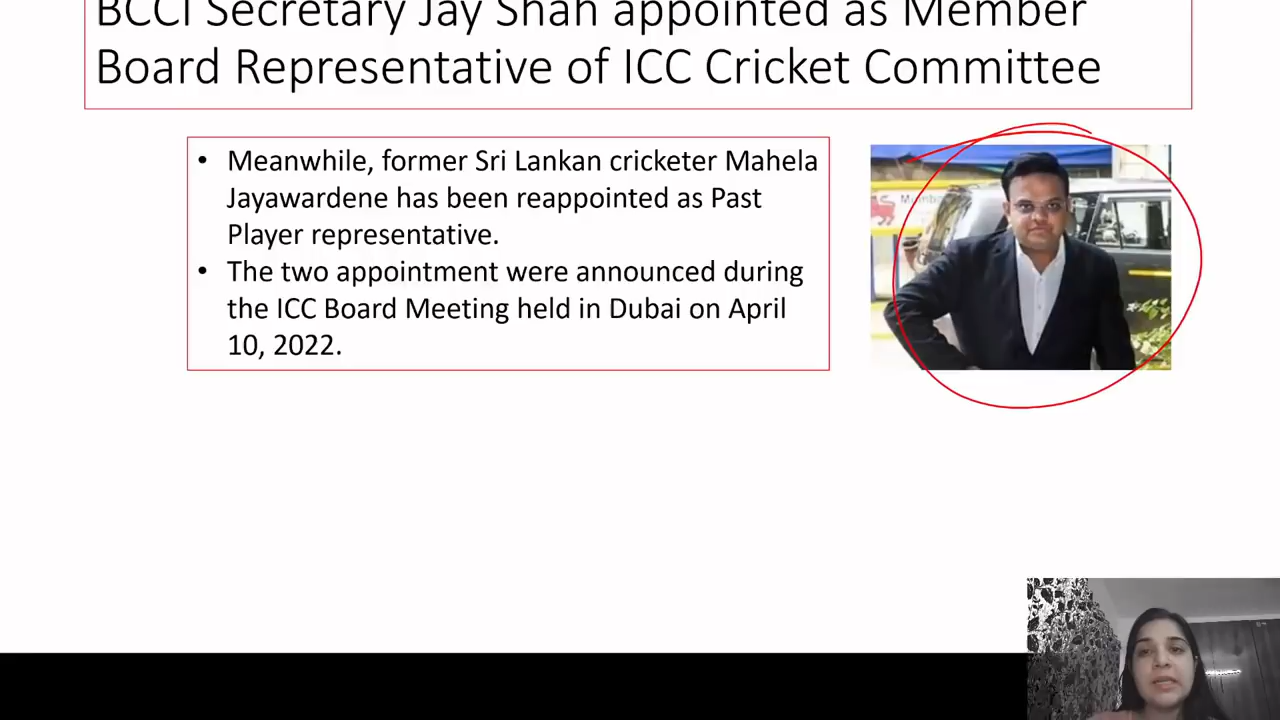 BCCI Secretary Jay Shah appointed as Member
Board Representative of ICC Cricket Committee
• Meanwhile, former Sri Lankan cricketer Mahela
Jayawardene has been reappointed as Past
Player representative.
• The two appointment were announced during
the ICC Board Meeting held in Dubai on April
10, 2022.